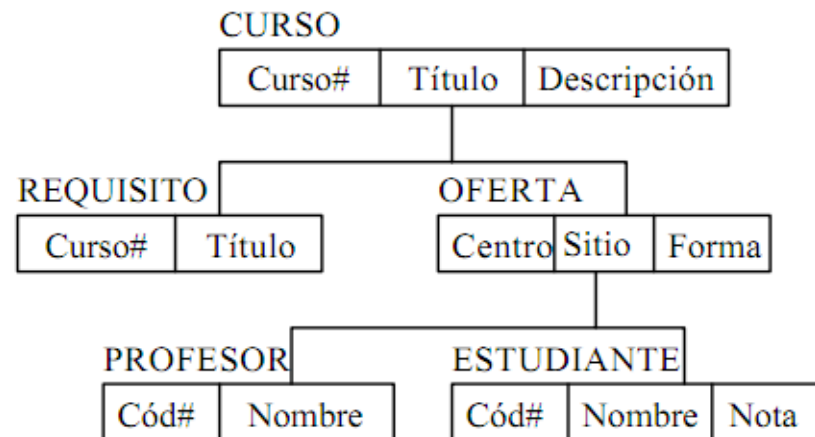 CURSO
Curso# Título Descripción
REQUISITO OFERTA
Curso# Título Centro Sitio Forma
PROFESOR ESTUDIANTE
Cód# Nombre Cód# Nombre Nota